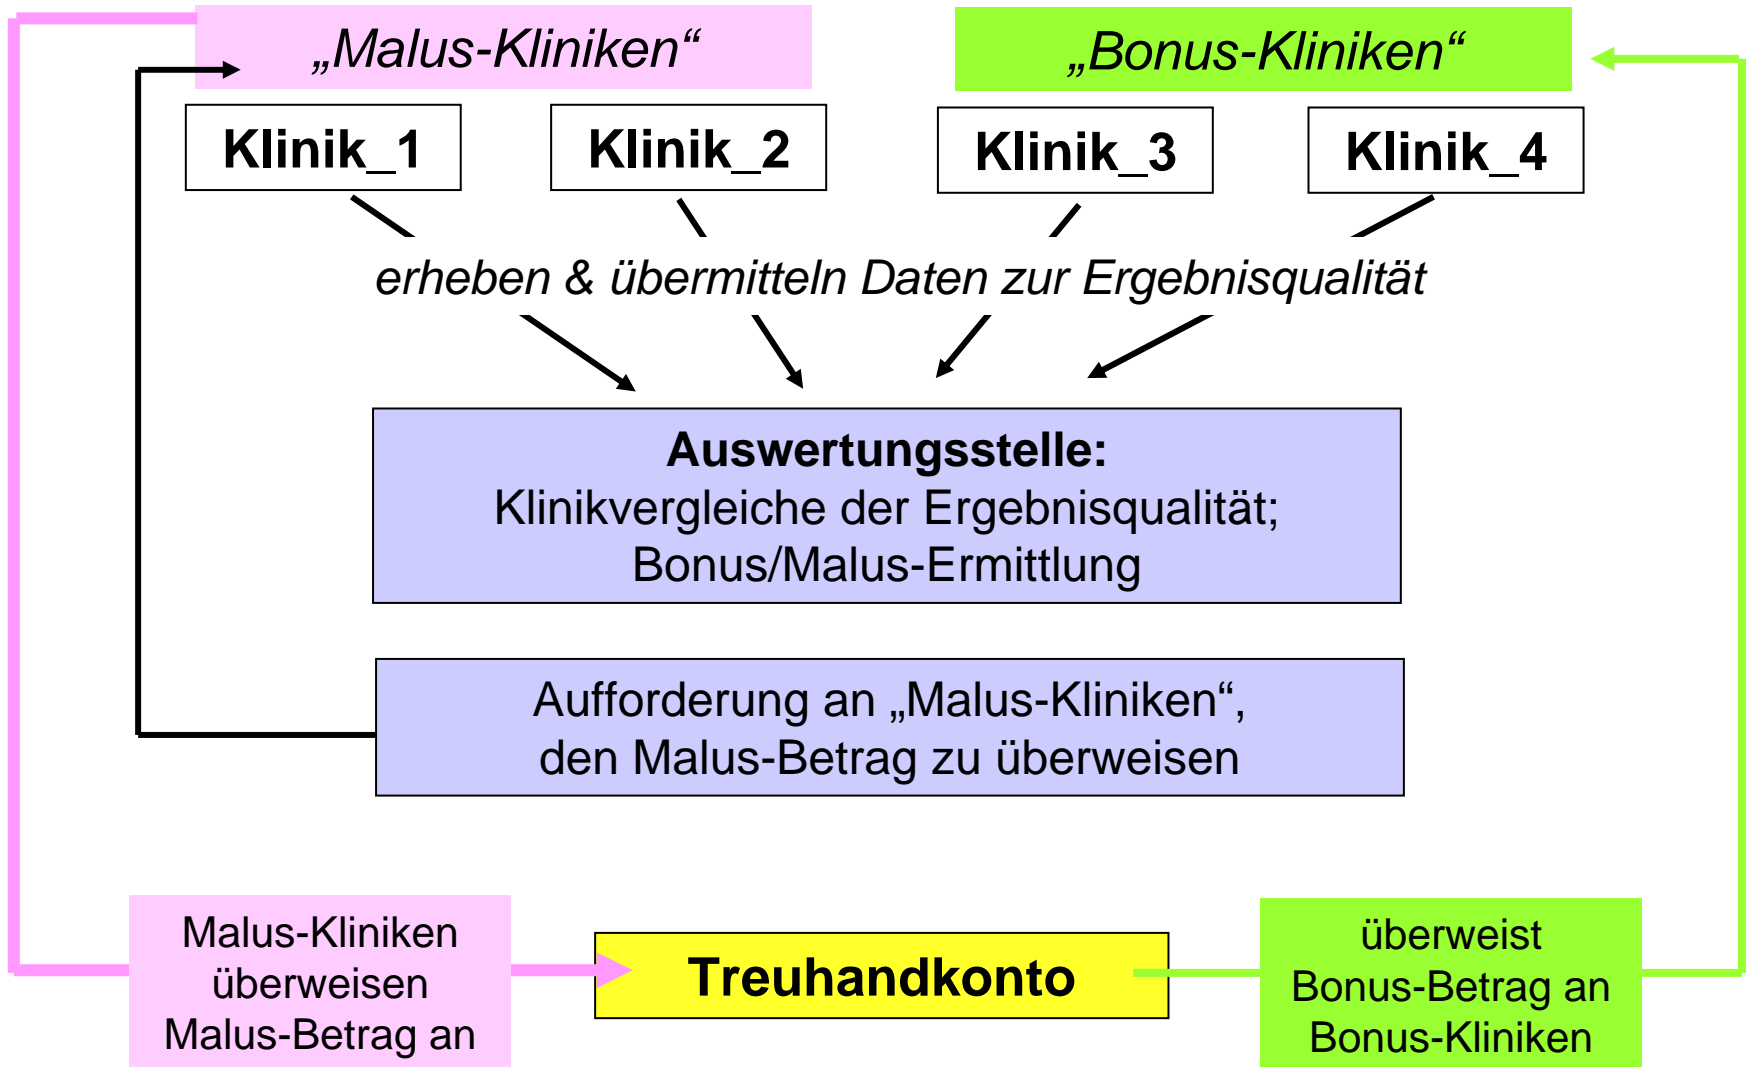 „Malus-Kliniken“
„Bonus-Kliniken“
Klinik_1
Klinik_2
Klinik_3
Klinik_4
erheben & übermitteln Daten zur Ergebnisqualität
Auswertungsstelle:
Klinikvergleiche der Ergebnisqualität;
Bonus/Malus-Ermittlung
Aufforderung an „Malus-Kliniken“,
den Malus-Betrag zu überweisen
Malus-Kliniken
überweisen
Malus-Betrag an
Treuhandkonto
überweist
Bonus-Betrag an
Bonus-Kliniken